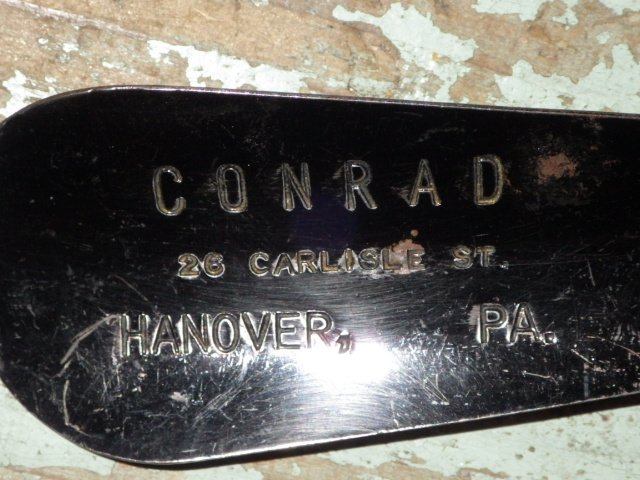 CONRAD
26 CARLISLE ST.
HANOVER, PA.